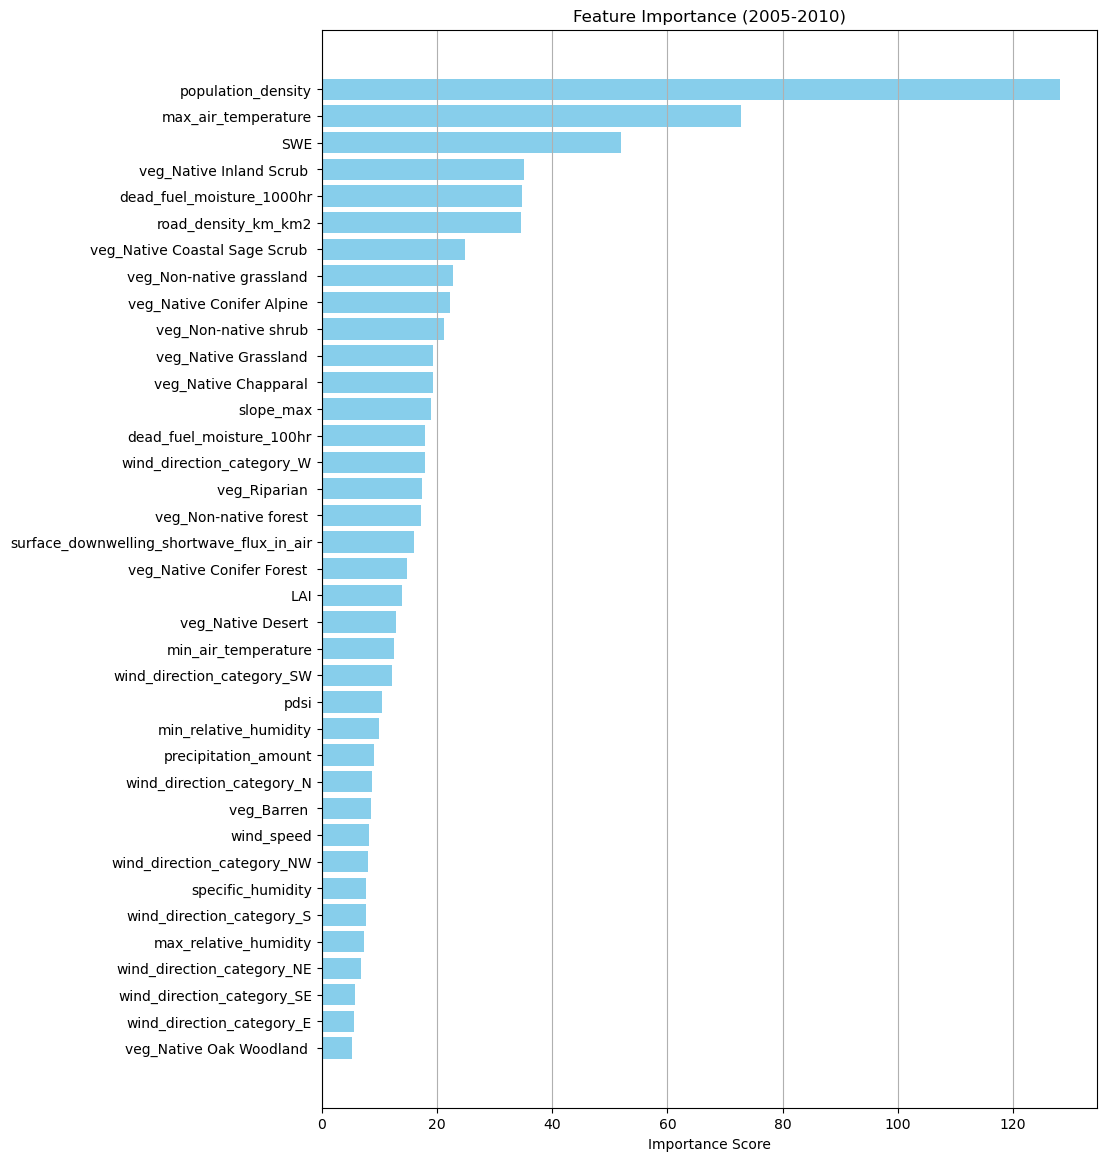 Feature Importance (2005-2010)
population_density
max_air_temperature
SWE
veg_Native Inland Scrub
dead_fuel_moisture_1000hr
road_density_km_km2
veg_Native Coastal Sage Scrub
veg_Non-native grassland
veg_Native Conifer Alpine
veg_Non-native shrub
veg_Native Grassland
veg_Native Chapparal
slope_max
dead_fuel_moisture_100hr
wind_direction_category_W
veg_Riparian
veg_Non-native forest
surface_downwelling_shortwave_flux_in_air
veg_Native Conifer Forest
LAI
veg_Native Desert
min_air_temperature
wind_direction_category_SW
pdsi
min_relative_humidity
precipitation_amount
wind_direction_category_N
veg_Barren
wind_speed
wind_direction_category_NW
specific_humidity
wind_direction_category_S
max_relative_humidity
wind_direction_category_NE
wind_direction_category_SE
wind_direction_category_E
veg_Native Oak Woodland
0 20 40 60 80 100 120
Importance Score